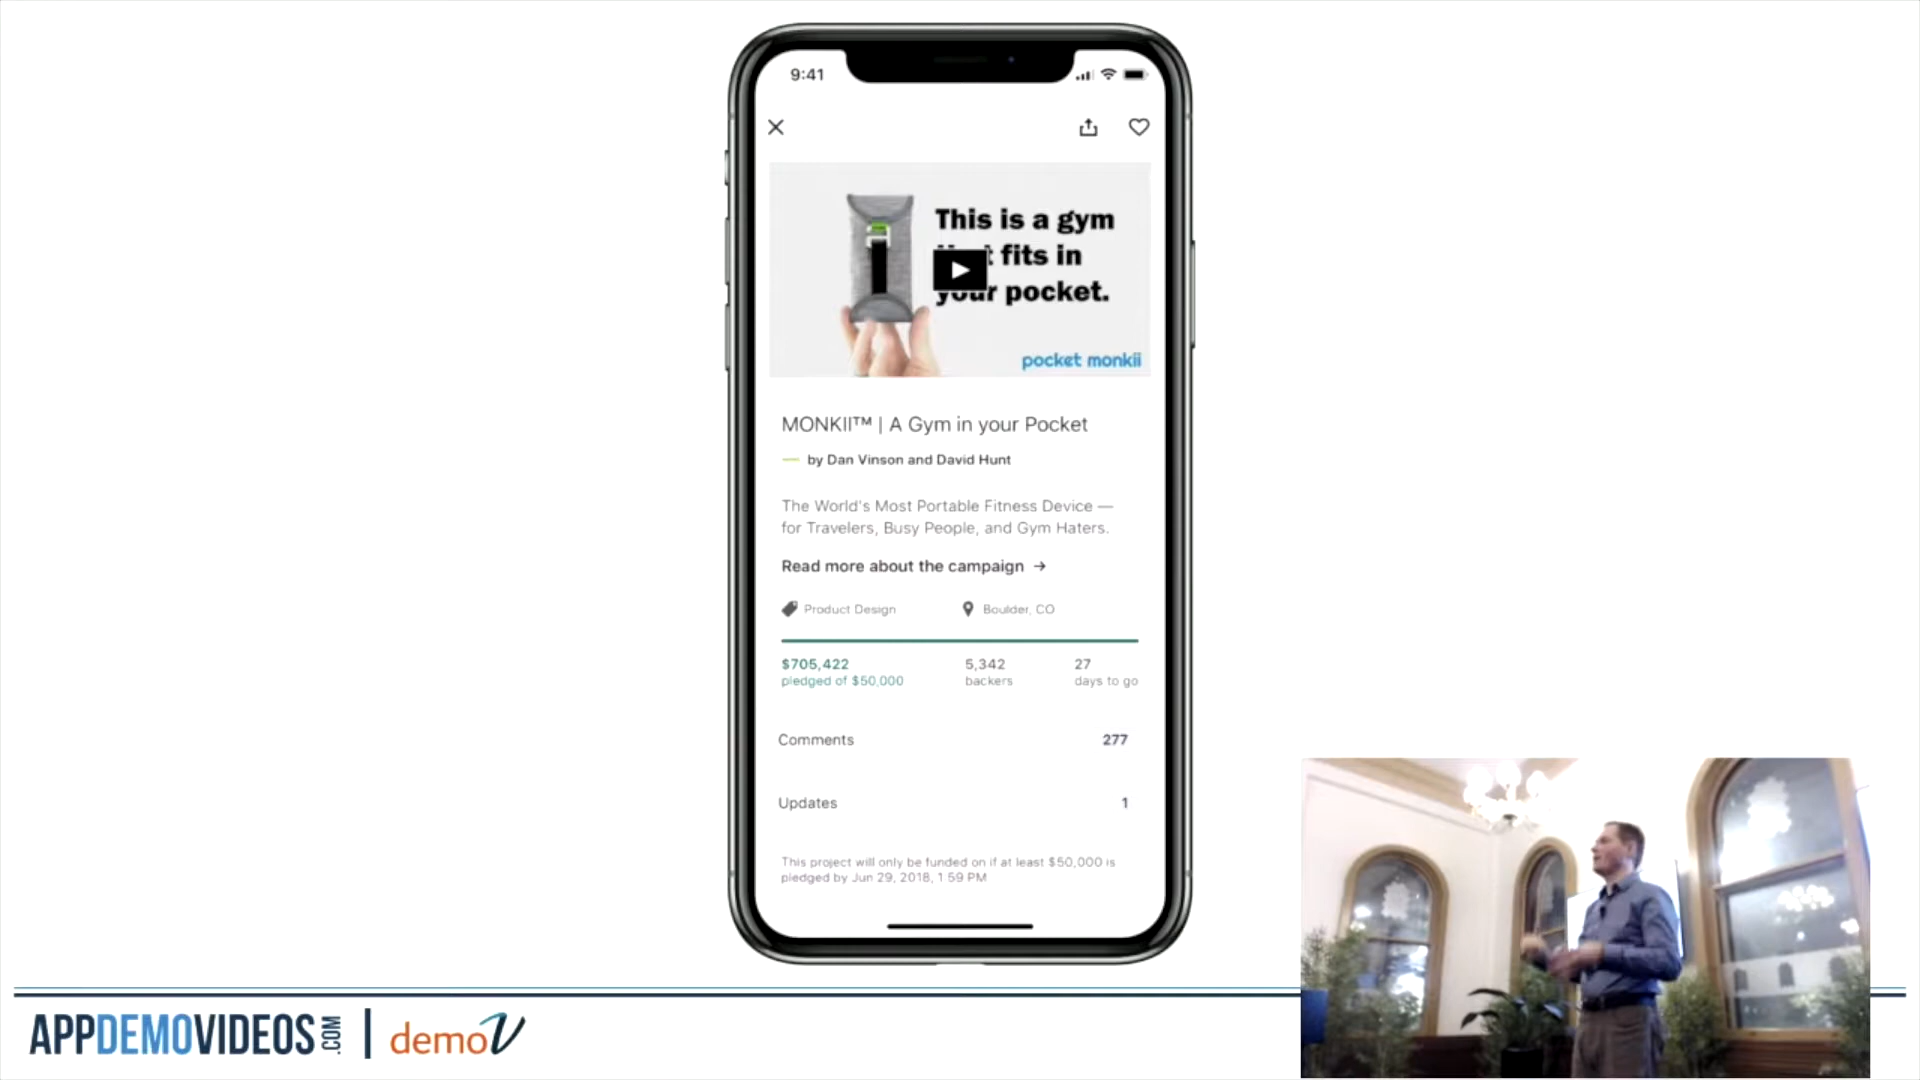 9:41
This is a gym
fits in
your pocket.
pocket monkii
MONKII™ | A Gym in your Pocket
by Dan Vinson and David Hunt
The World's Most Portable Fitness Device —
for Travelers, Busy People, and Gym Haters.
Read more about the campaign →
Product Design
Boulder, CO
$705,422
pledged of $50,000
5,342
backers
27
days to go
Comments
277
Updates
1
This project will only be funded on if at least $50,000 is
pledged by Jun 29, 2018, 1 59 PM
APPDEMOVIDEOS.COM | demoV